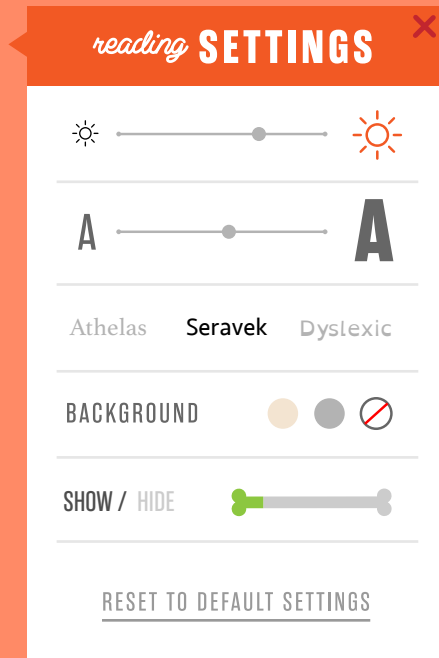 reading SETTINGS
A A
Athelas Seravek Dyslexic
BACKGROUND
SHOW / HIDE
RESET TO DEFAULT SETTINGS